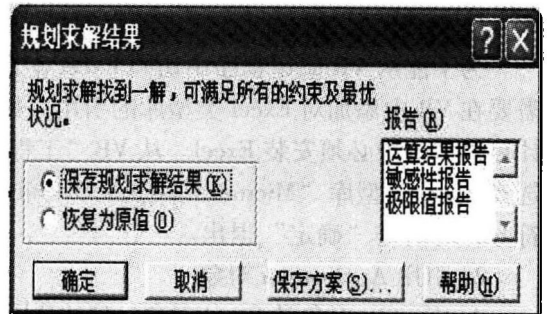 规划求解结果
规划求解找到一解，可满足所有的约束及最优
状况。
报告(R)
运算结果报告
敏感性报告
极限值报告
保存规划求解结果(K)
恢复为原值(O)
确定
取消
保存方案(S)...
帮助(H)